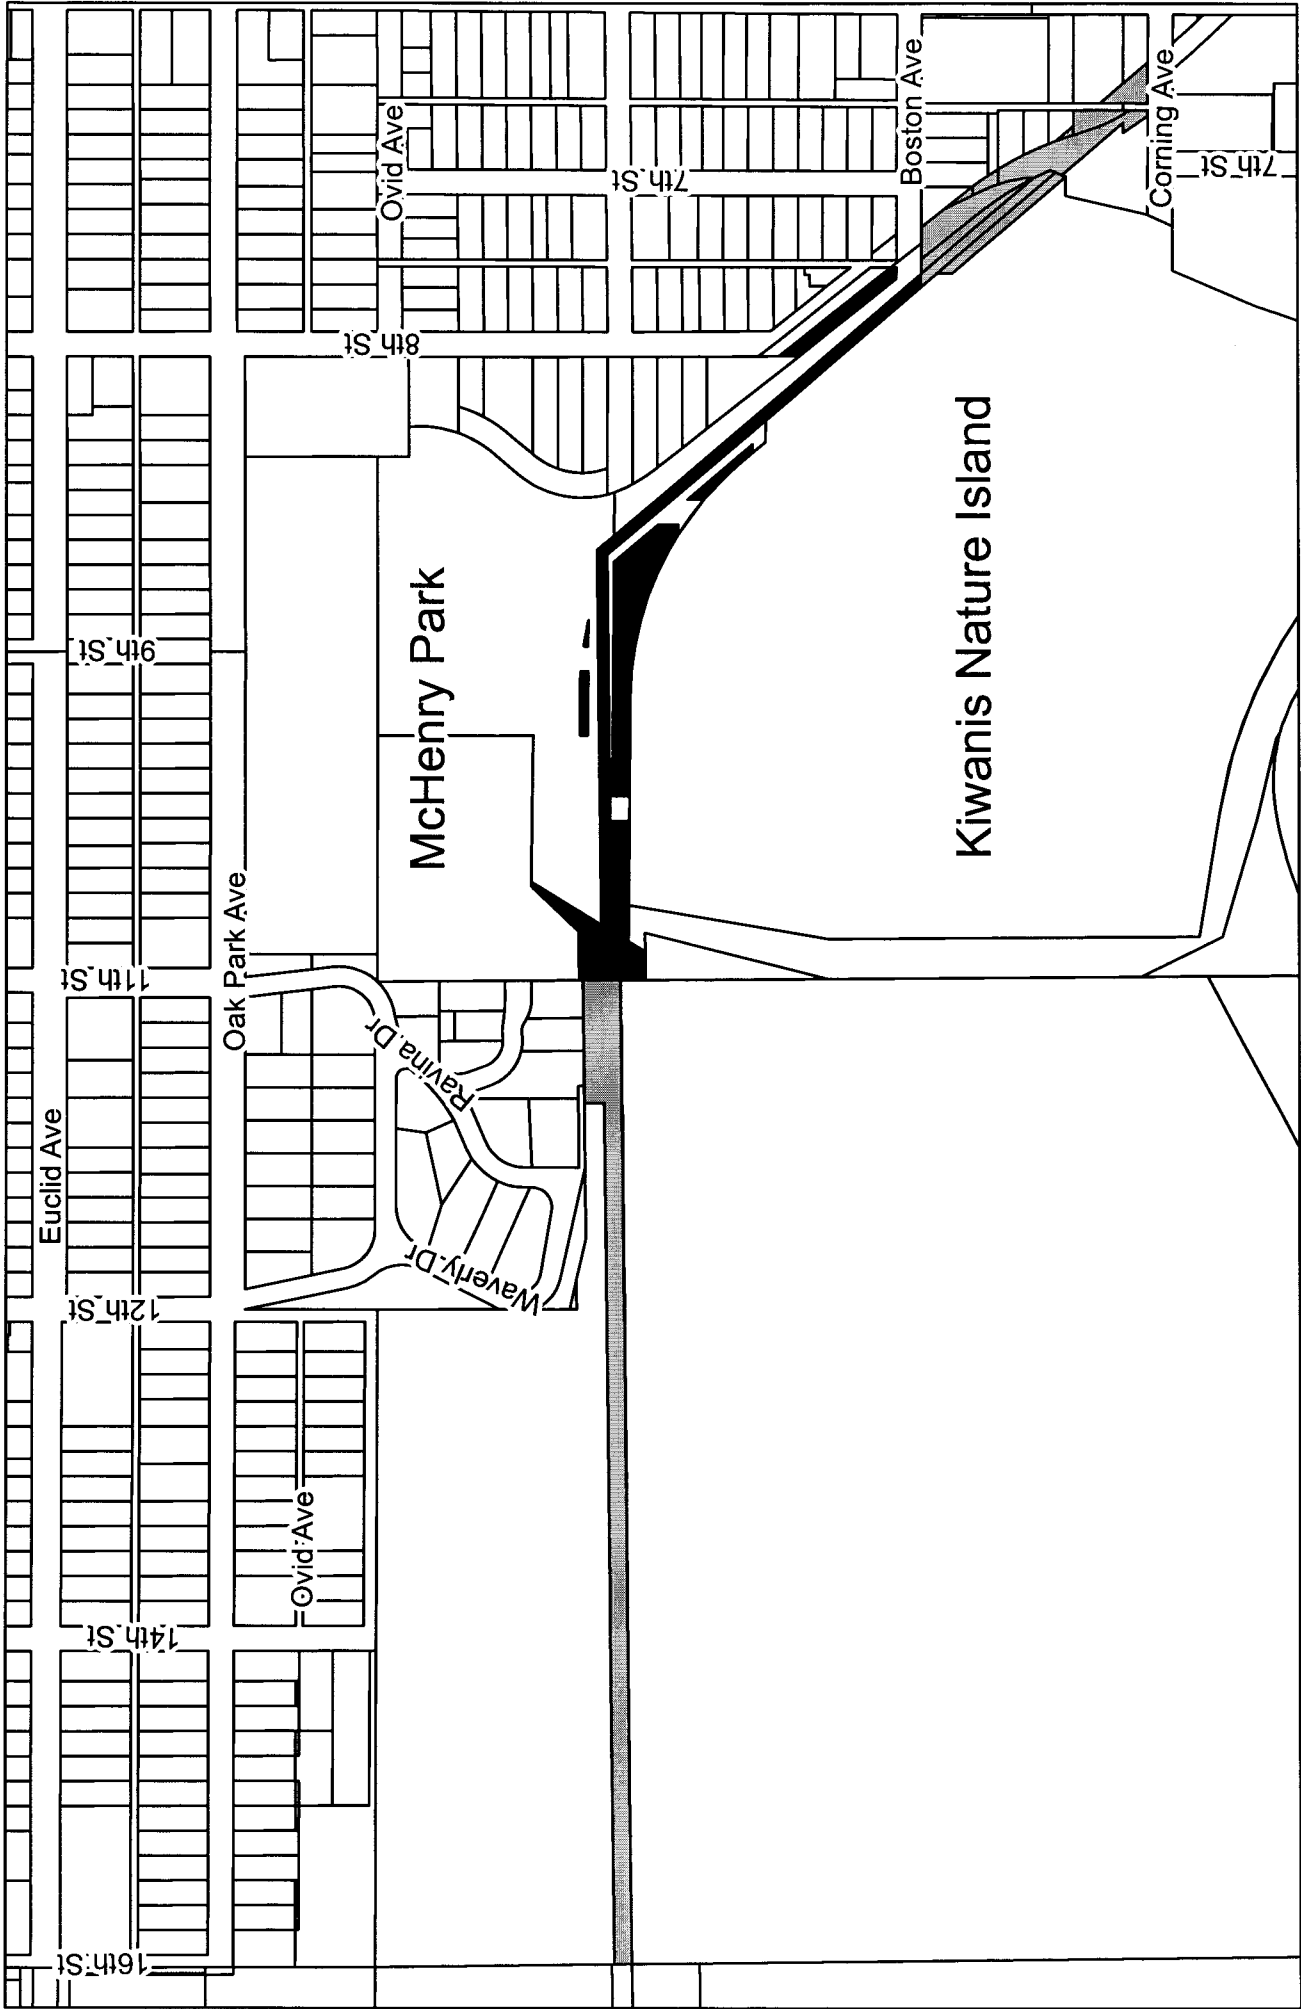 Euclid Ave
Oak Park Ave
Ovid Ave
Ovid Ave
16th St
14th St
12th St
11th St
9th St
8th St
7th St
7th St
Waverly Dr
Ravina Dr
McHenry Park
Boston Ave
Corning Ave
Kiwanis Nature Island